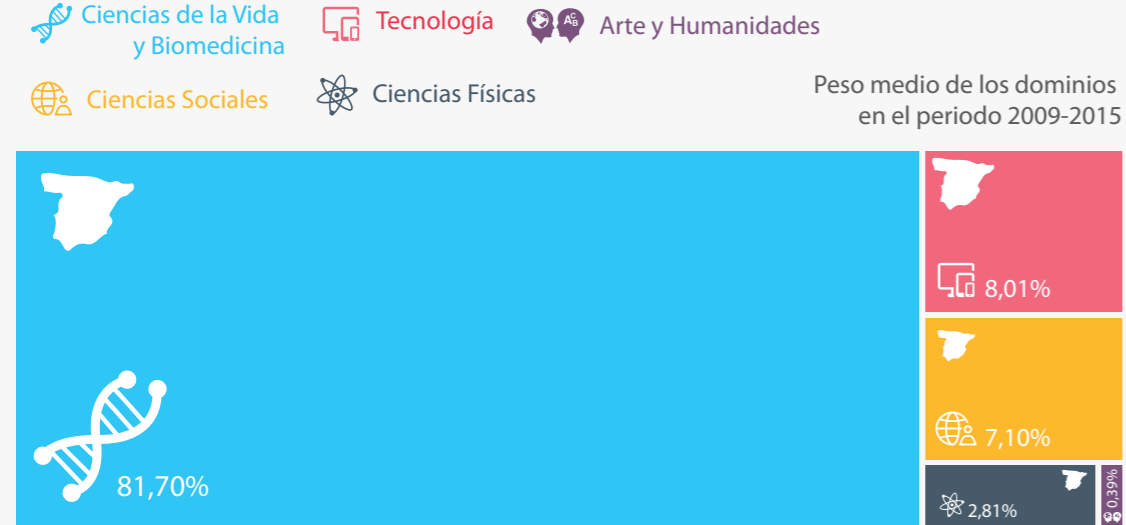 Ciencias de la Vida
y Biomedicina
Tecnología
Arte y Humanidades
Ciencias Sociales
Ciencias Físicas
Peso medio de los dominios
en el periodo 2009-2015
81,70%
8,01%
7,10%
2,81%
0,39%